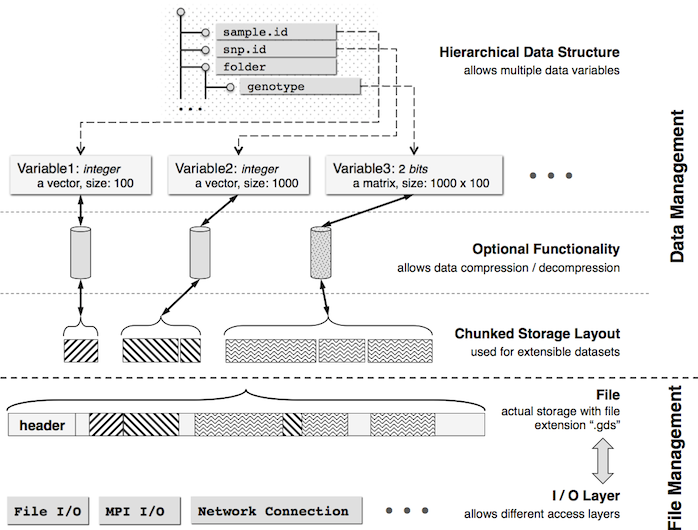 sample.id
snp.id
folder
genotype
...
Hierarchical Data Structure
allows multiple data variables
Variable1: integer
a vector, size: 100
Variable2: integer
a vector, size: 1000
Variable3: 2 bits
a matrix, size: 1000 x 100
Data Management
Optional Functionality
allows data compression / decompression
Chunked Storage Layout
used for extensible datasets
header
File
actual storage with file
extension “.gds”
File Management
I / O Layer
allows different access layers
File I/O
MPI I/O
Network Connection